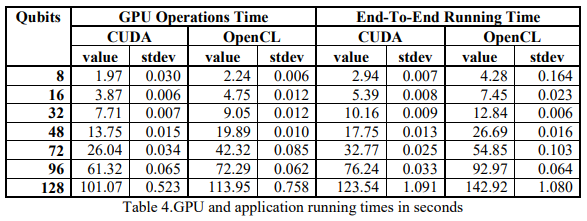 Qubits GPU Operations Time End-To-End Running Time
CUDA OpenCL CUDA OpenCL
value stdev value stdev value stdev value stdev
8 1.97 0.030 2.24 0.006 2.94 0.007 4.28 0.164
16 3.87 0.006 4.75 0.012 5.39 0.008 7.45 0.023
32 7.71 0.007 9.05 0.012 10.16 0.009 12.84 0.006
48 13.75 0.015 19.89 0.010 17.75 0.013 26.69 0.016
72 26.04 0.034 42.32 0.085 32.77 0.025 54.85 0.103
96 61.32 0.065 72.29 0.062 76.24 0.033 92.97 0.064
128 101.07 0.523 113.95 0.758 123.54 1.091 142.92 1.080
Table 4.GPU and application running times in seconds